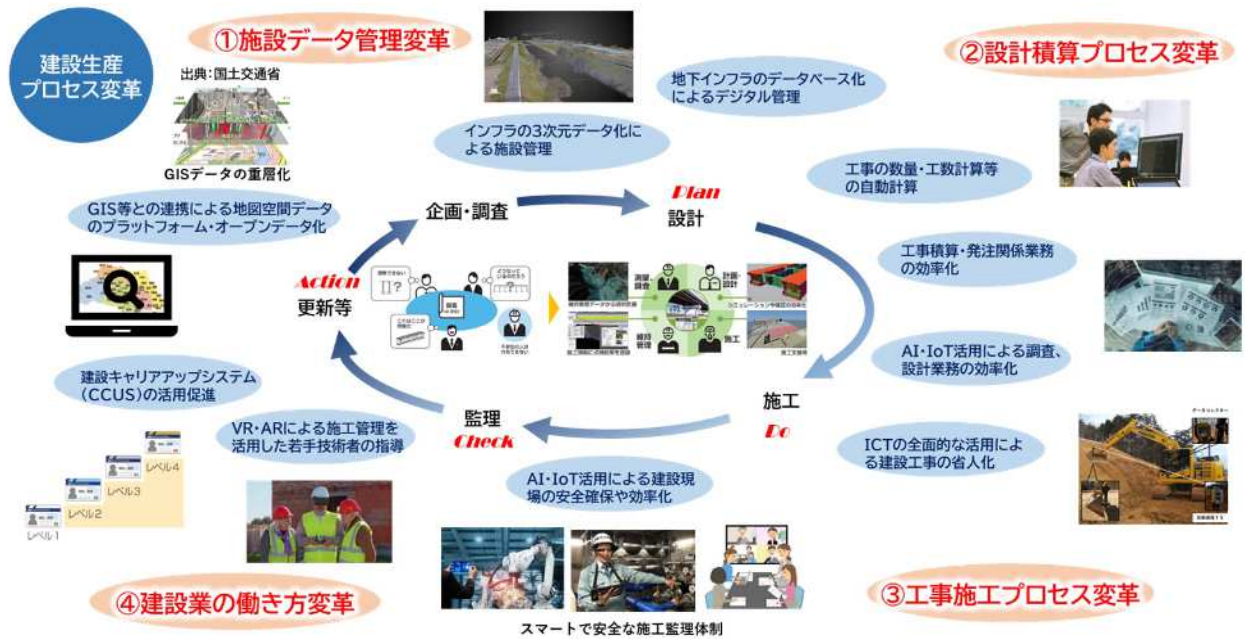 建設生産
プロセス変革
①施設データ管理変革
出典:国土交通省
GISデータの重層化
インフラの3次元データ化に
よる施設管理
地下インフラのデータベース化
によるデジタル管理
②設計積算プロセス変革
工事の数量・工数計算等
の自動計算
GIS等との連携による地図空間データ
のプラットフォーム・オープンデータ化
企画・調査
Plan
設計
工事積算・発注関係業務
の効率化
Action
更新等
測量
調査
計画・
設計
維持
管理
施工
AI・IoT活用による調査、
設計業務の効率化
建設キャリアアップシステム
(CCUS)の活用促進
監理
Check
施工
Do
VR・ARによる施工管理を
活用した若手技術者の指導
ICTの全面的な活用によ
る建設工事の省人化
AI・IoT活用による建設現
場の安全確保や効率化
レベル4
レベル3
レベル2
レベル1
④建設業の働き方変革
③工事施工プロセス変革
スマートで安全な施工監理体制